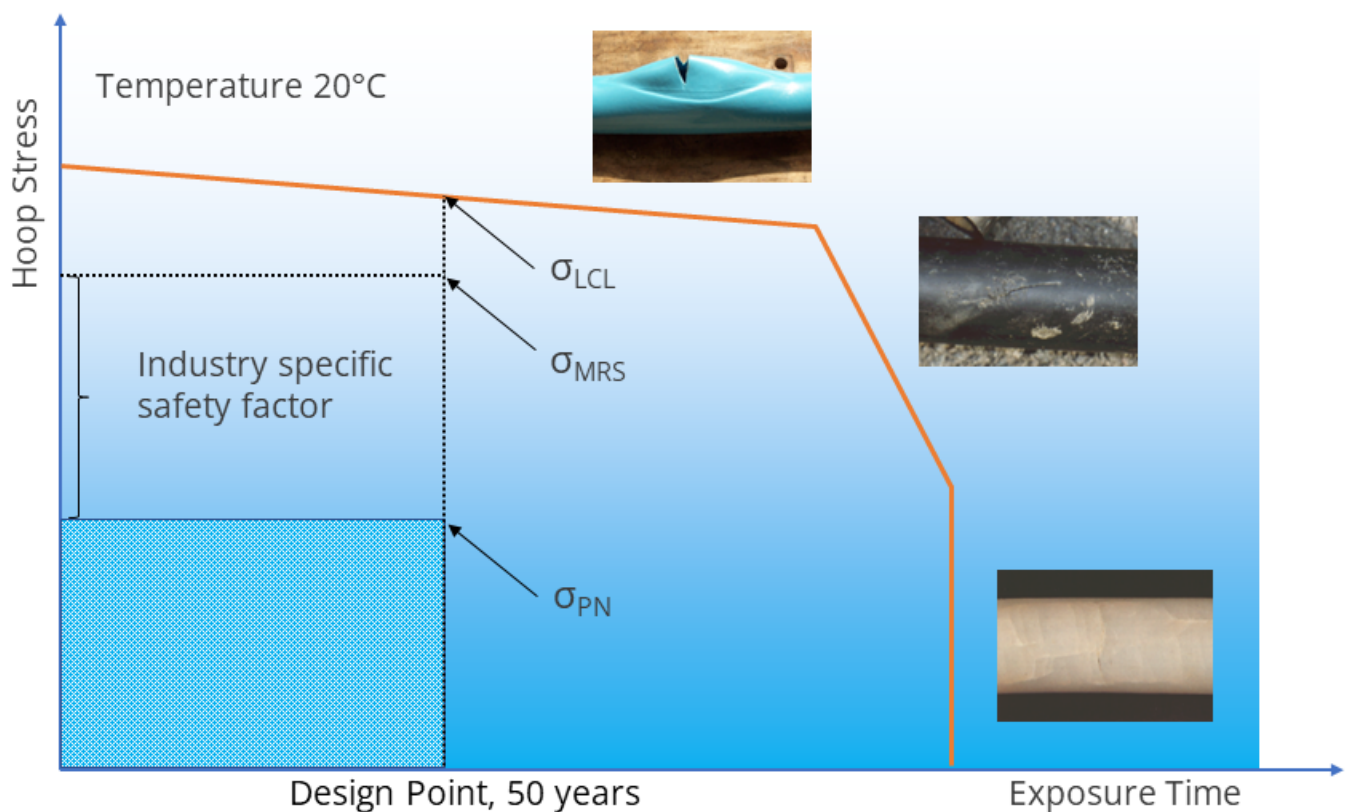 Temperature 20°C
Hoop Stress
σLCL
σMRS
Industry specific
safety factor
σPN
Design Point, 50 years
Exposure Time